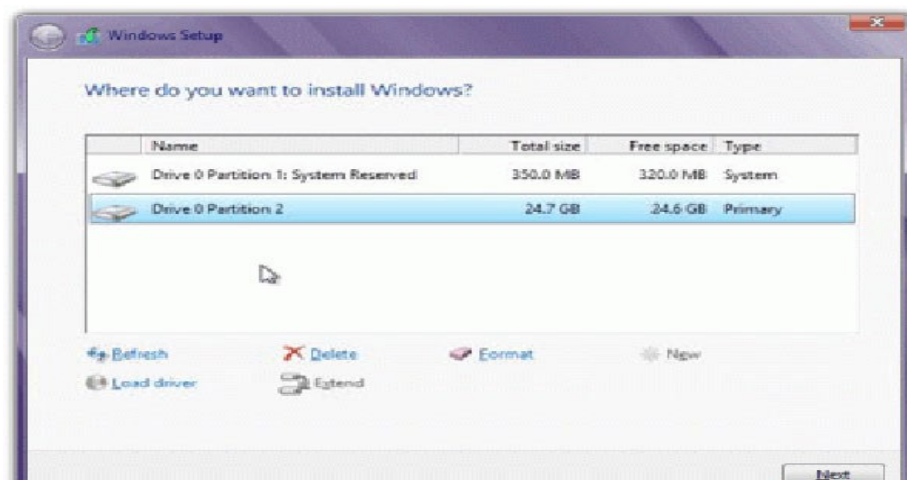 Windows Setup
Where do you want to install Windows?
Name Total size Free space Type
Drive 0 Partition 1: System Reserved 350.0 MB 320.0 MB System
Drive 0 Partition 2 24.7 GB 24.6 GB Primary
Refresh Delete Format New
Load driver Extend
Next